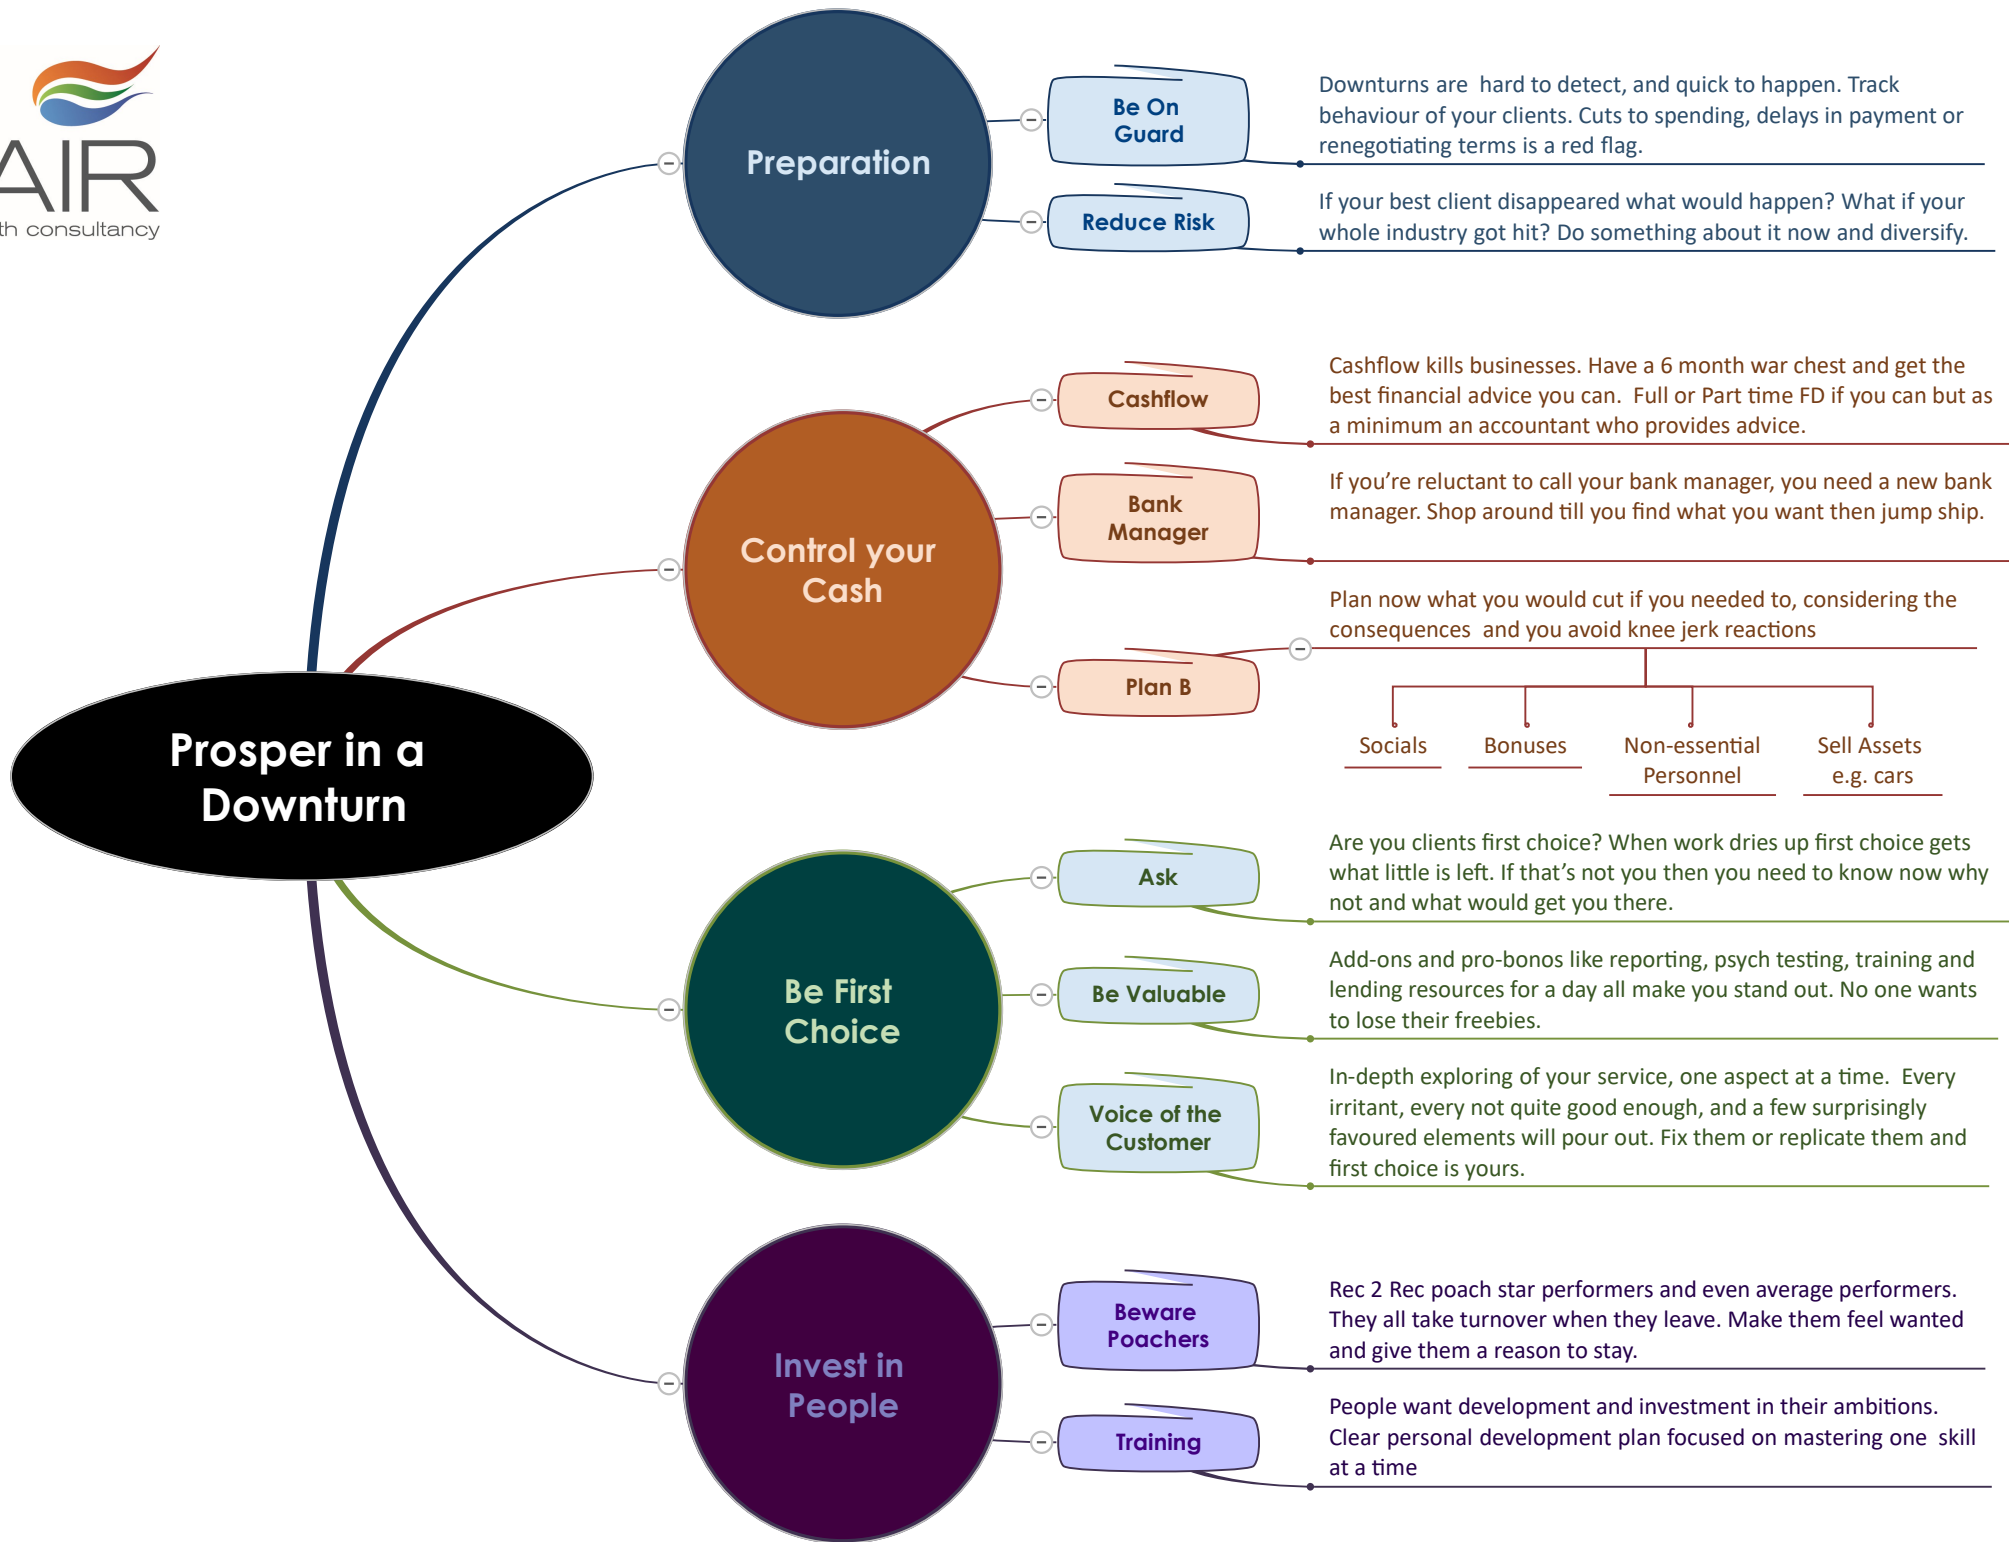 AIR
th consultancy
Preparation
Be On
Guard
Downturns are hard to detect, and quick to happen. Track
behaviour of your clients. Cuts to spending, delays in payment or
renegotiating terms is a red flag.
Reduce Risk
If your best client disappeared what would happen? What if your
whole industry got hit? Do something about it now and diversify.
Control your
Cash
Cashflow
Cashflow kills businesses. Have a 6 month war chest and get the
best financial advice you can. Full or Part time FD if you can but as
a minimum an accountant who provides advice.
Bank
Manager
If you’re reluctant to call your bank manager, you need a new bank
manager. Shop around till you find what you want then jump ship.
Plan B
Plan now what you would cut if you needed to, considering the
consequences and you avoid knee jerk reactions
Socials
Bonuses
Non-essential
Personnel
Sell Assets
e.g. cars
Prosper in a
Downturn
Be First
Choice
Ask
Are you clients first choice? When work dries up first choice gets
what little is left. If that’s not you then you need to know now why
not and what would get you there.
Be Valuable
Add-ons and pro-bonos like reporting, psych testing, training and
lending resources for a day all make you stand out. No one wants
to lose their freebies.
Voice of the
Customer
In-depth exploring of your service, one aspect at a time. Every
irritant, every not quite good enough, and a few surprisingly
favoured elements will pour out. Fix them or replicate them and
first choice is yours.
Invest in
People
Beware
Poachers
Rec 2 Rec poach star performers and even average performers.
They all take turnover when they leave. Make them feel wanted
and give them a reason to stay.
Training
People want development and investment in their ambitions.
Clear personal development plan focused on mastering one skill
at a time